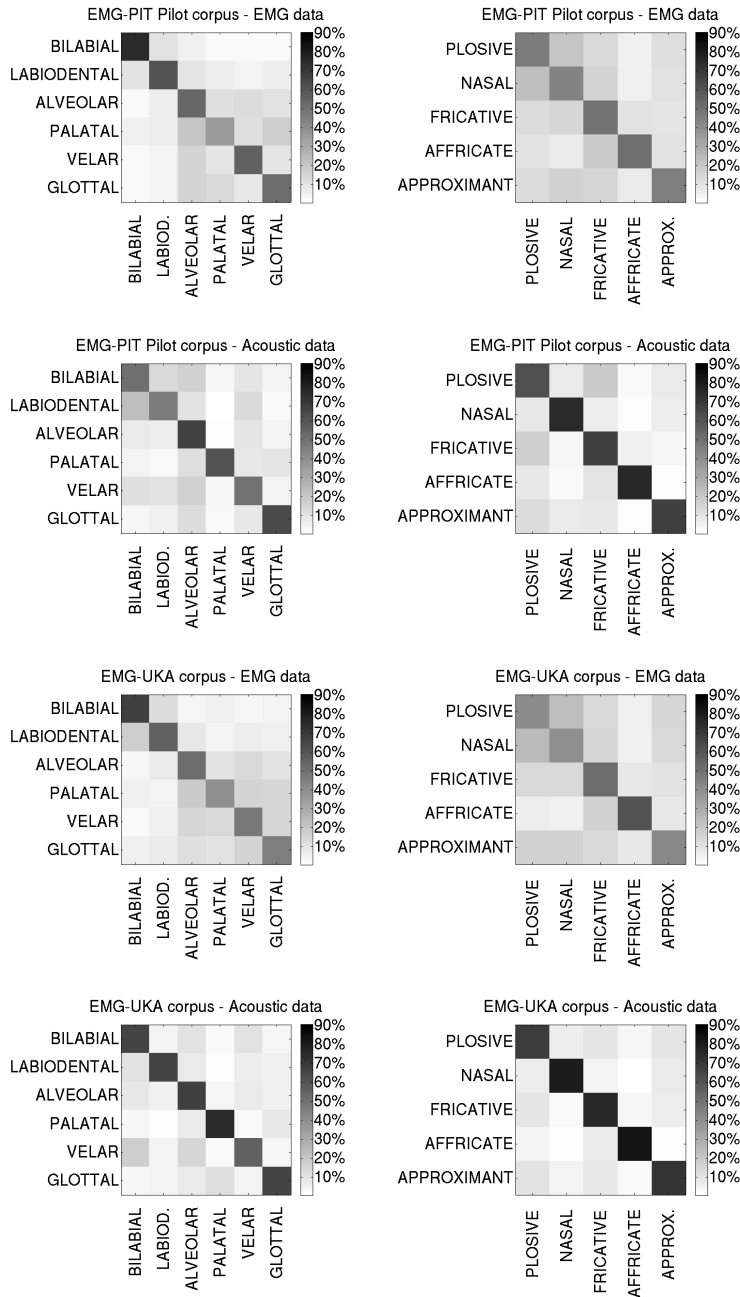 EMG-PIT Pilot corpus - EMG data
BILABIAL
LABIODENTAL
ALVEOLAR
PALATAL
VELAR
GLOTTAL
90%
80%
70%
60%
50%
40%
30%
20%
10%
BILABIAL
LABIOD.
ALVEOLAR
PALATAL
VELAR
GLOTTAL
EMG-PIT Pilot corpus - EMG data
PLOSIVE
NASAL
FRICATIVE
AFFRICATE
APPROXIMANT
90%
80%
70%
60%
50%
40%
30%
20%
10%
PLOSIVE
NASAL
FRICATIVE
AFFRICATE
APPROX.
EMG-PIT Pilot corpus - Acoustic data
BILABIAL
LABIODENTAL
ALVEOLAR
PALATAL
VELAR
GLOTTAL
90%
80%
70%
60%
50%
40%
30%
20%
10%
BILABIAL
LABIOD.
ALVEOLAR
PALATAL
VELAR
GLOTTAL
EMG-PIT Pilot corpus - Acoustic data
PLOSIVE
NASAL
FRICATIVE
AFFRICATE
APPROXIMANT
90%
80%
70%
60%
50%
40%
30%
20%
10%
PLOSIVE
NASAL
FRICATIVE
AFFRICATE
APPROX.
EMG-UKA corpus - EMG data
BILABIAL
LABIODENTAL
ALVEOLAR
PALATAL
VELAR
GLOTTAL
90%
80%
70%
60%
50%
40%
30%
20%
10%
BILABIAL
LABIOD.
ALVEOLAR
PALATAL
VELAR
GLOTTAL
EMG-UKA corpus - EMG data
PLOSIVE
NASAL
FRICATIVE
AFFRICATE
APPROXIMANT
90%
80%
70%
60%
50%
40%
30%
20%
10%
PLOSIVE
NASAL
FRICATIVE
AFFRICATE
APPROX.
EMG-UKA corpus - Acoustic data
BILABIAL
LABIODENTAL
ALVEOLAR
PALATAL
VELAR
GLOTTAL
90%
80%
70%
60%
50%
40%
30%
20%
10%
BILABIAL
LABIOD.
ALVEOLAR
PALATAL
VELAR
GLOTTAL
EMG-UKA corpus - Acoustic data
PLOSIVE
NASAL
FRICATIVE
AFFRICATE
APPROXIMANT
90%
80%
70%
60%
50%
40%
30%
20%
10%
PLOSIVE
NASAL
FRICATIVE
AFFRICATE
APPROX.